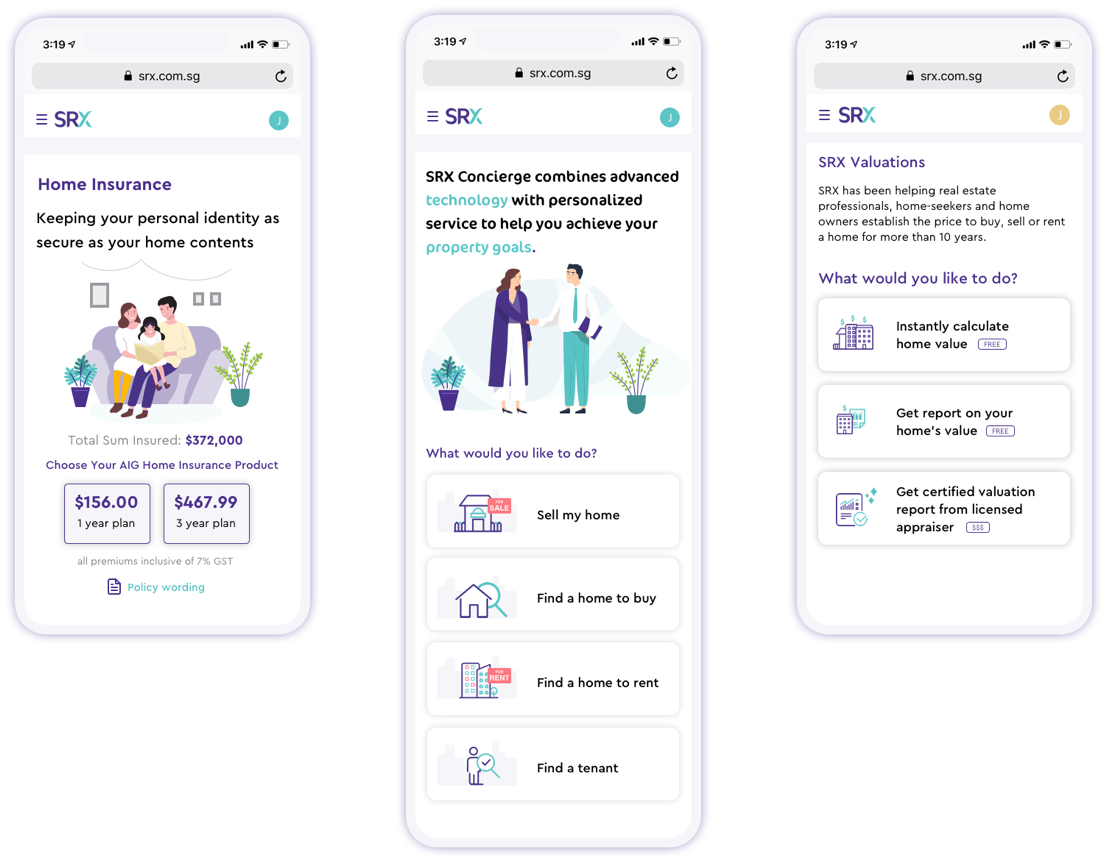 3:19
srx.com.sg
SRX
J
Home Insurance
Keeping your personal identity as
secure as your home contents
Total Sum Insured: $372,000
Choose Your AIG Home Insurance Product
$156.00
1 year plan
$467.99
3 year plan
all premiums inclusive of 7% GST
Policy wording
3:19
srx.com.sg
SRX
J
SRX Concierge combines advanced
technology with personalized
service to help you achieve your
property goals.
What would you like to do?
FOR
SALE
Sell my home
Find a home to buy
FOR
RENT
Find a home to rent
Find a tenant
3:19
srx.com.sg
SRX
J
SRX Valuations
SRX has been helping real estate
professionals, home-seekers and home
owners establish the price to buy, sell or rent
a home for more than 10 years.
What would you like to do?
$ $ $
Instantly calculate
home value FREE
$
Get report on your
home's value FREE
Get certified valuation
report from licensed
appraiser $$$